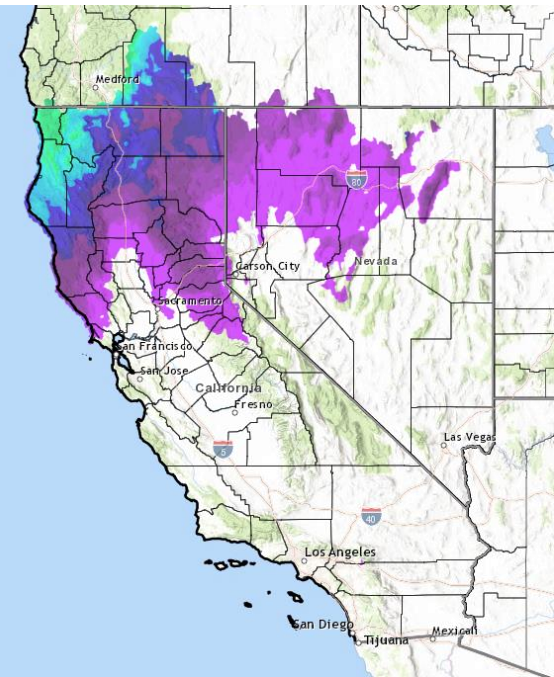 Medford
80
Carson City
Nevada
Sacramento
San Francisco
San Jose
California
Fresno
5
Las Vegas
40
Los Angeles
San Diego
Tijuana
Mexicali